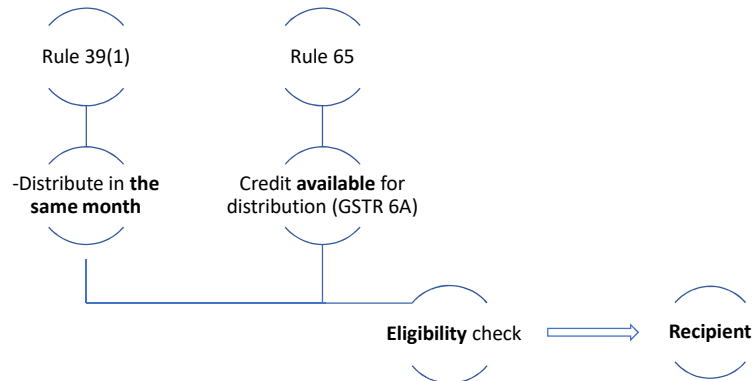 Rule 39(1)
Rule 65
-Distribute in the
same month
Credit available for
distribution (GSTR 6A)
Eligibility check
Recipient